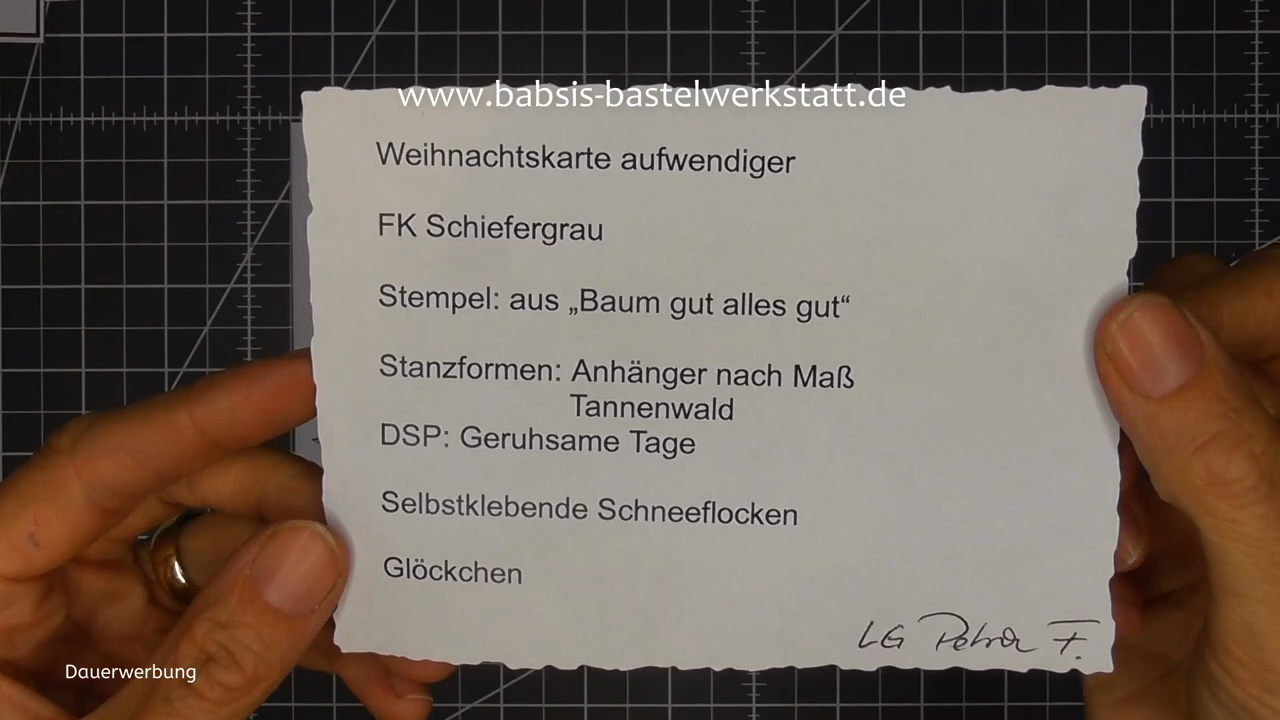 www.babsis-bastelwerkstatt.de
Weihnachtskarte aufwendiger
FK Schiefergrau
Stempel: aus „Baum gut alles gut“
Stanzformen: Anhänger nach Maß
Tannenwald
DSP: Geruhsame Tage
Selbstklebende Schneeflocken
Glöckchen
LG Petra F.
Dauerwerbung